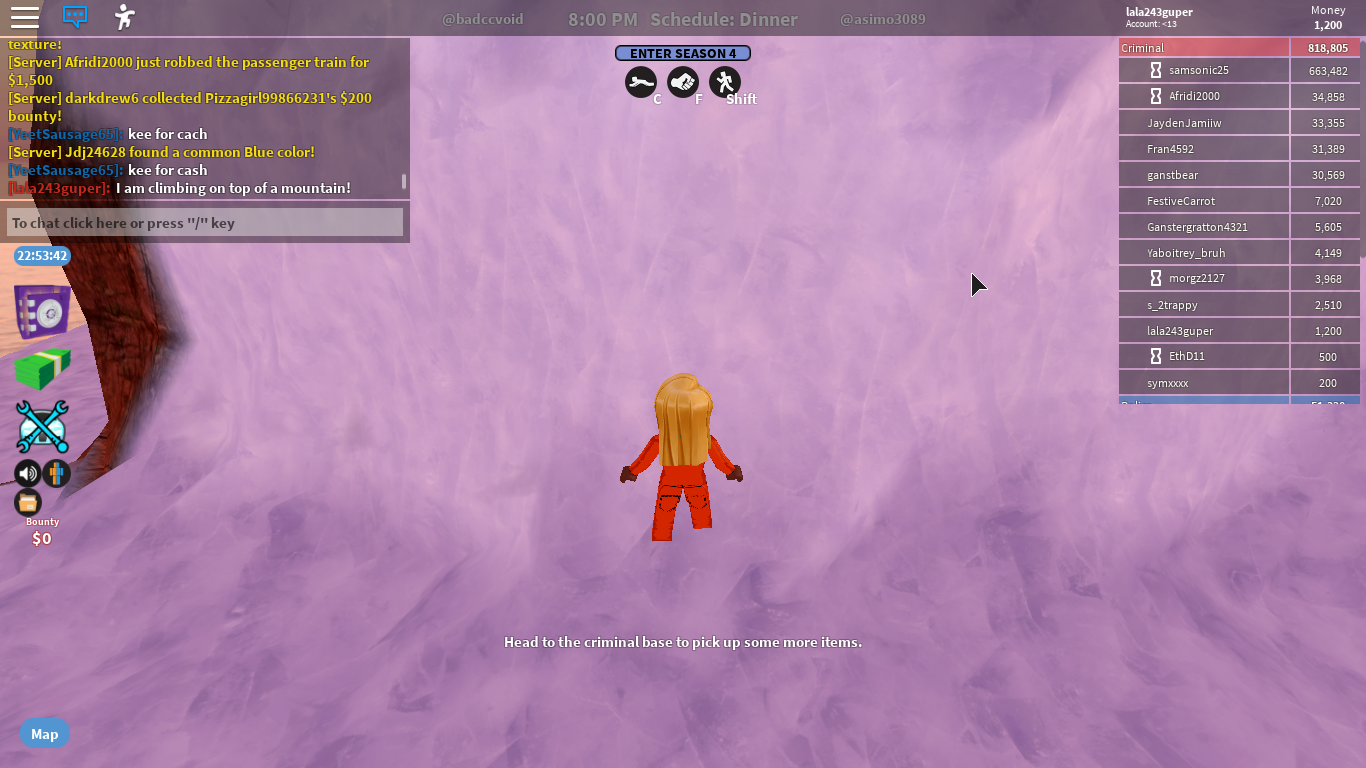 @badccvoid 8:00 PM Schedule: Dinner @asimo3089
lala243guper
Account: <13
Money
1,200
texture!
[Server] Afridi2000 just robbed the passenger train for
$1,500
[Server] darkdrew6 collected Pizzagirl99866231's $200
bounty!
[YeetSausage65]: kee for cach
[Server] Jdj24628 found a common Blue color!
[YeetSausage65]: kee for cash
[lala243guper]: I am climbing on top of a mountain!
To chat click here or press "/" key
ENTER SEASON 4
C F Shift
Criminal 818,805
samsonic25 663,482
Afridi2000 34,858
JaydenJamiiw 33,355
Fran4592 31,389
ganstbear 30,569
FestiveCarrot 7,020
Ganstergratton4321 5,605
Yaboitrey_bruh 4,149
morgz2127 3,968
s_2trappy 2,510
lala243guper 1,200
EthD11 500
symxxxx 200
22:53:42
Bounty
$0
Head to the criminal base to pick up some more items.
Map